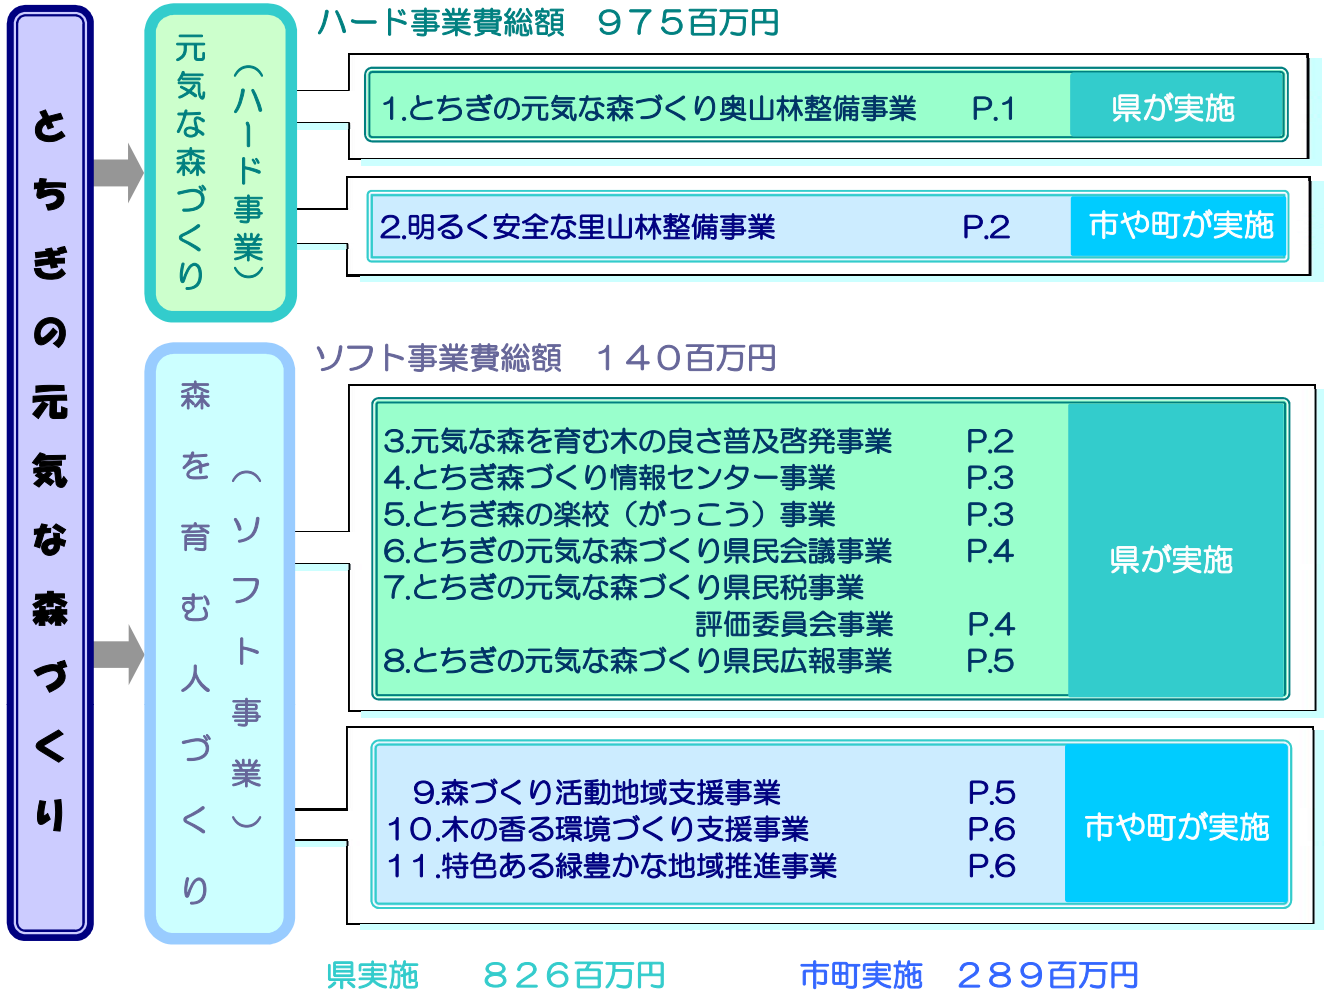 とちぎの元気な森づくり
元気な森づくり
（ハード事業）
ハード事業費総額　９７５百万円
1.とちぎの元気な森づくり奥山林整備事業　P.1
県が実施
2.明るく安全な里山林整備事業　P.2
市や町が実施
森を育む人づくり
（ソフト事業）
ソフト事業費総額　１４０百万円
3.元気な森を育む木の良さ普及啓発事業　P.2
4.とちぎ森づくり情報センター事業　P.3
5.とちぎ森の楽校（がっこう）事業　P.3
6.とちぎの元気な森づくり県民会議事業　P.4
7.とちぎの元気な森づくり県民税事業
評価委員会事業　P.4
8.とちぎの元気な森づくり県民広報事業　P.5
県が実施
9.森づくり活動地域支援事業　P.5
10.木の香る環境づくり支援事業　P.6
11.特色ある緑豊かな地域推進事業　P.6
市や町が実施
県実施　８２６百万円　市町実施　２８９百万円